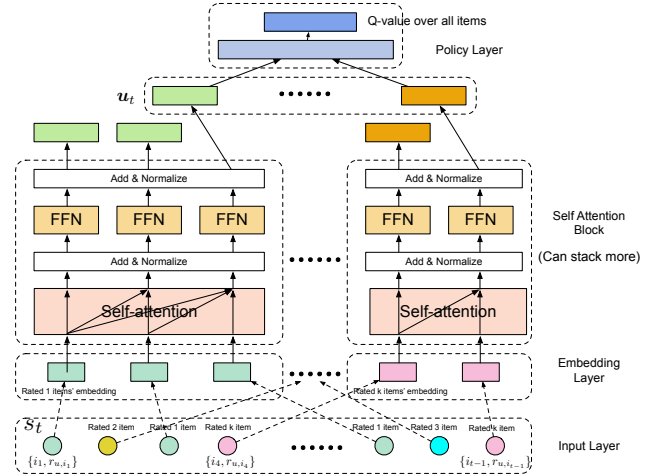 Q-value over all items
Policy Layer
u_t
Add & Normalize
Add & Normalize
FFN FFN FFN
FFN FFN
Self Attention
Block
(Can stack more)
Add & Normalize
Add & Normalize
Self-attention
Self-attention
Rated 1 items' embedding
Rated k items' embedding
Embedding
Layer
s_t
Rated 2 item
Rated 1 item
Rated k item
Rated 1 item
Rated 3 item
Rated k item
{i_1, r_{u,i_1}}
{i_4, r_{u,i_4}}
{i_{t-1}, r_{u,i_{t-1}}}
Input Layer